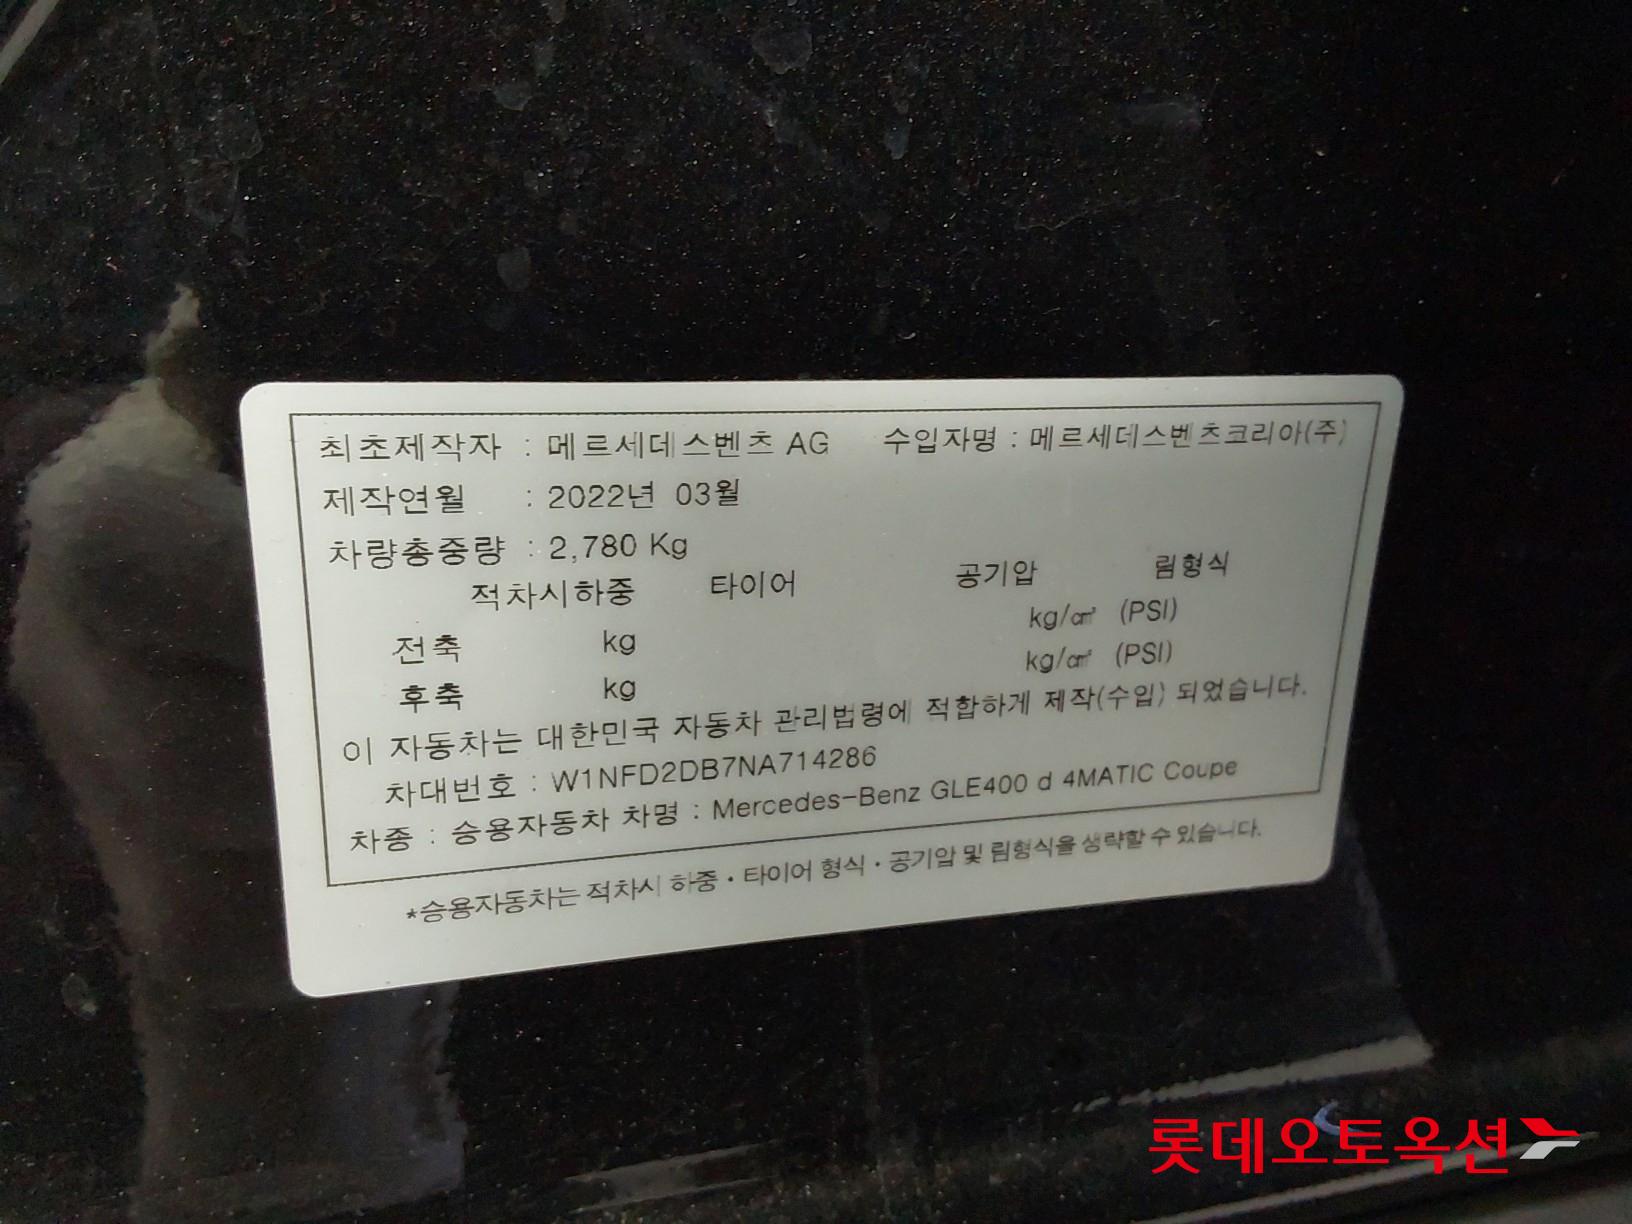 최초제작자 : 메르세데스벤츠 AG 수입자명 : 메르세데스벤츠코리아(주)
제작연월 : 2022년 03월
차량총중량 : 2,780 Kg
적차시하중 타이어 공기압 림형식
전축 kg kg/㎠ (PSI)
후축 kg kg/㎠ (PSI)
이 자동차는 대한민국 자동차 관리법령에 적합하게 제작(수입) 되었습니다.
차대번호 : W1NFD2DB7NA714286
차종 : 승용자동차 차명 : Mercedes-Benz GLE400 d 4MATIC Coupe
*승용자동차는 적차시 하중·타이어 형식·공기압 및 림형식을 생략할 수 있습니다.
롯데오토옥션